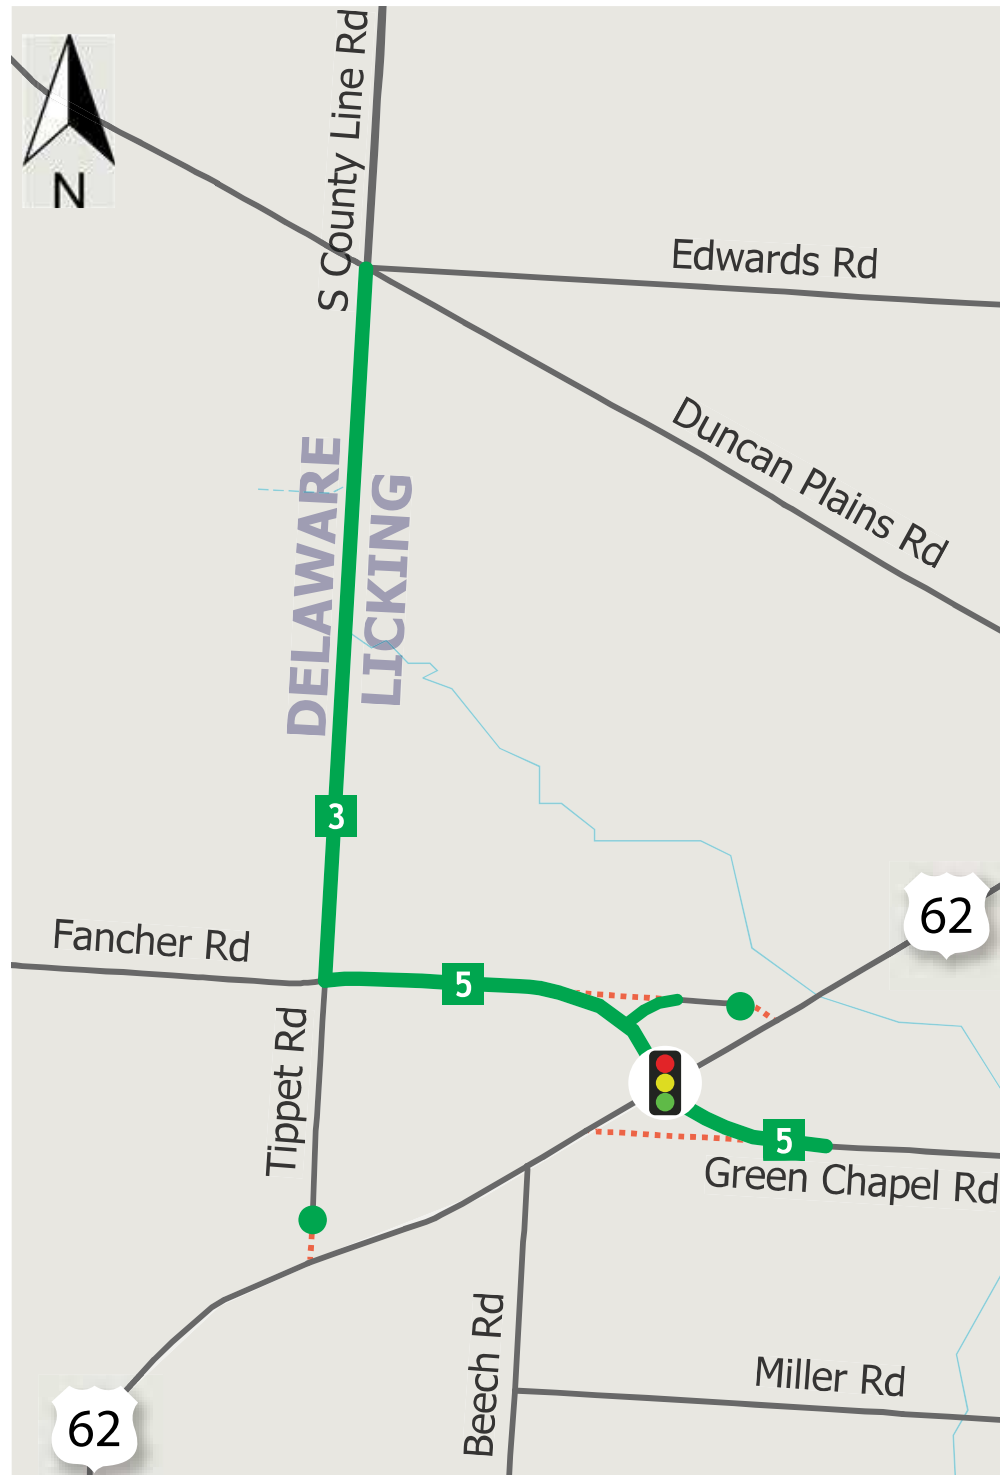 S County Line Rd
N
Edwards Rd
Duncan Plains Rd
DELAWARE
LICKING
3
62
Fancher Rd
5
Tippet Rd
5
Green Chapel Rd
Beech Rd
Miller Rd
62